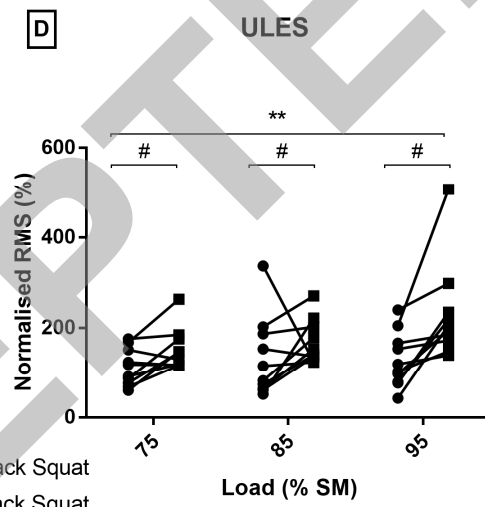 D
ULES
**
# # #
Normalised RMS (%)
600
400
200
0
75 85 95
Load (% SM)
ack Squat
ack Squat